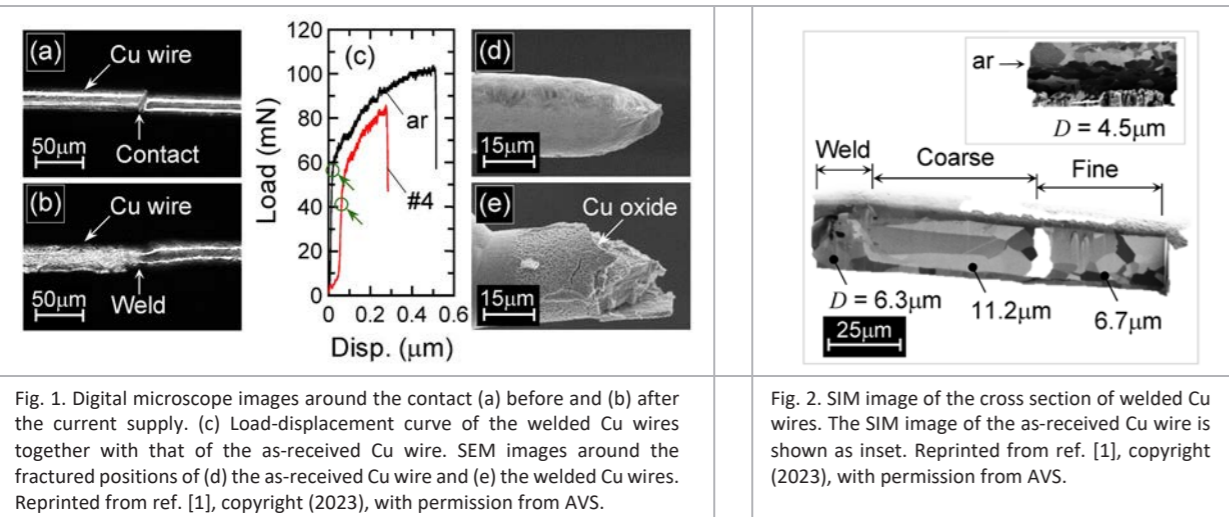 (a)
Cu wire
50μm
Contact
(b)
Cu wire
50μm
Weld
(c)
120
100
80
60
40
20
0
Load (mN)
ar
#4
0
0.2
0.4
0.6
Disp. (μm)
(d)
15μm
(e)
Cu oxide
15μm
Fig. 1. Digital microscope images around the contact (a) before and (b) after
the current supply. (c) Load-displacement curve of the welded Cu wires
together with that of the as-received Cu wire. SEM images around the
fractured positions of (d) the as-received Cu wire and (e) the welded Cu wires.
Reprinted from ref. [1], copyright (2023), with permission from AVS.
ar
D = 4.5μm
Weld
Coarse
Fine
D = 6.3μm
11.2μm
6.7μm
25μm
Fig. 2. SIM image of the cross section of welded Cu
wires. The SIM image of the as-received Cu wire is
shown as inset. Reprinted from ref. [1], copyright
(2023), with permission from AVS.